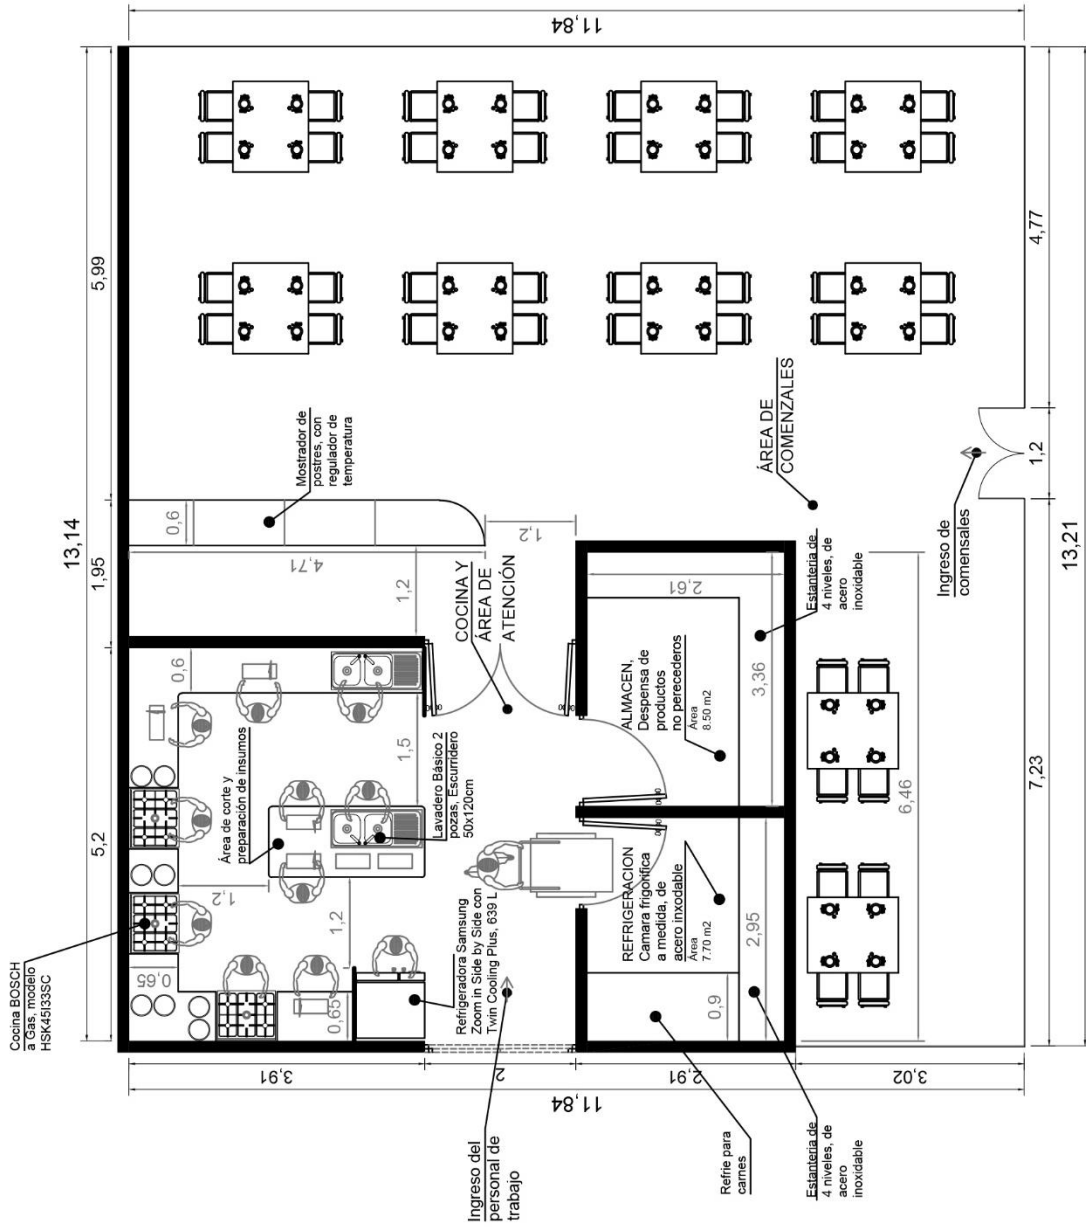 11,84
13,14
5,99
1,95
5,2
Cocina BOSCH
a Gas, modelo
HSK45I33SC
Mostrador de
postres, con
regulador de
temperatura
0,6
4,71
1,2
1,2
COCINA Y
ÁREA DE
ATENCIÓN
ÁREA DE
COMENZALES
0,6
Área de corte y
preparación de insumos
1,5
Lavadero Básico 2
pozas, Escurridero
50x120cm
1,2
1,2
0,65
0,65
Refrigeradora Samsung
Zoom in Side by Side con
Twin Cooling Plus, 639 L
ALMACEN,
Despensa de
productos
no perecederos
Área
8.50 m2
2,61
3,36
Estanteria de
4 niveles, de
acero
inoxidable
REFRIGERACION
Camara frigorifica
a medida, de
acero inxodable
Área
7.70 m2
2,95
0,9
6,46
Ingreso de
comensales
4,77
1,2
7,23
13,21
3,91
2
2,91
3,02
11,84
Ingreso del
personal de
trabajo
Refrie para
carnes
Estanteria de
4 niveles, de
acero
inoxidable